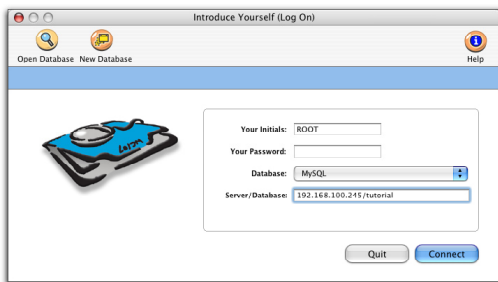 Introduce Yourself (Log On)
Open Database New Database Help
Your Initials: ROOT
Your Password:
Database: MySQL
Server/Database: 192.168.100.245/tutorial
Quit Connect